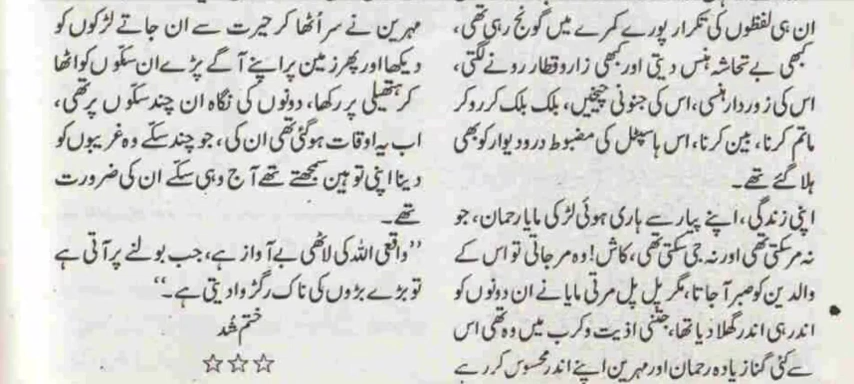 ان ہی لفظوں کی تکرار پورے کمرے میں گونج رہی تھی،
کبھی بے تحاشہ ہنس دیتی اور کبھی زار و قطار رونے لگتی،
اس کی زور دار ہنسی، اس کی جنونی چیخیں، بلک بلک کر رو کر
ماتم کرنا، بین کرنا، اس ہاسپٹل کی مضبوط در و دیوار کو بھی
ہلا گئے تھے۔
اپنی زندگی، اپنے پیار سے ہاری ہوئی لڑکی مایا رحمان، جو
نہ مر سکتی تھی اور نہ جی سکتی تھی، کاش! وہ مر جاتی تو اس کے
والدین کو صبر آ جاتا، مگر پل پل مرتی مایا نے ان دونوں کو
اندر ہی اندر گھلا دیا تھا، جتنی اذیت و کرب میں وہ تھی اس
سے کئی گنا زیادہ رحمان اور مہرین اپنے اندر محسوس کر رہے
مہرین نے سر اُٹھا کر حیرت سے ان جاتے لڑکوں کو
دیکھا اور پھر زمین پر اپنے آگے پڑے ان سکّوں کو اٹھا
کر ہتھیلی پر رکھا، دونوں کی نگاہ ان چند سکّوں پر تھی،
اب یہ اوقات ہو گئی تھی ان کی، جو چند سکّے وہ غریبوں کو
دینا اپنی توہین سمجھتے تھے آج وہی سکے ان کی ضرورت
تھے۔
’’واقعی اللہ کی لاٹھی بے آواز ہے، جب بولنے پر آتی ہے
تو بڑے بڑوں کی ناک رگڑوا دیتی ہے۔‘‘
ختم شُد
☆☆☆